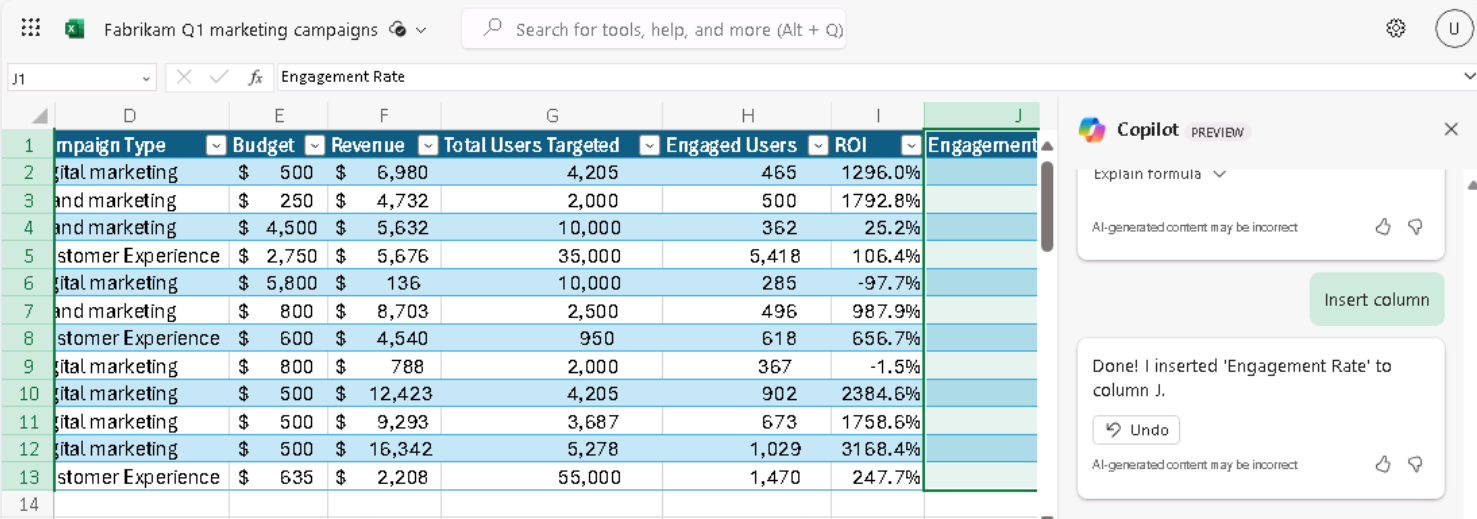 Fabrikam Q1 marketing campaigns
Search for tools, help, and more (Alt + Q)
U
J1
fx
Engagement Rate
D E F G H I J
1 mpaign Type Budget Revenue Total Users Targeted Engaged Users ROI Engagement
2 gital marketing $ 500 $ 6,980 4,205 465 1296.0%
3 and marketing $ 250 $ 4,732 2,000 500 1792.8%
4 and marketing $ 4,500 $ 5,632 10,000 362 25.2%
5 stomer Experience $ 2,750 $ 5,676 35,000 5,418 106.4%
6 gital marketing $ 5,800 $ 136 10,000 285 -97.7%
7 and marketing $ 800 $ 8,703 2,500 496 987.9%
8 stomer Experience $ 600 $ 4,540 950 618 656.7%
9 gital marketing $ 800 $ 788 2,000 367 -1.5%
10 gital marketing $ 500 $ 12,423 4,205 902 2384.6%
11 gital marketing $ 500 $ 9,293 3,687 673 1758.6%
12 gital marketing $ 500 $ 16,342 5,278 1,029 3168.4%
13 stomer Experience $ 635 $ 2,208 55,000 1,470 247.7%
14
Copilot PREVIEW
Explain formula
AI-generated content may be incorrect
Insert column
Done! I inserted 'Engagement Rate' to
column J.
Undo
AI-generated content may be incorrect